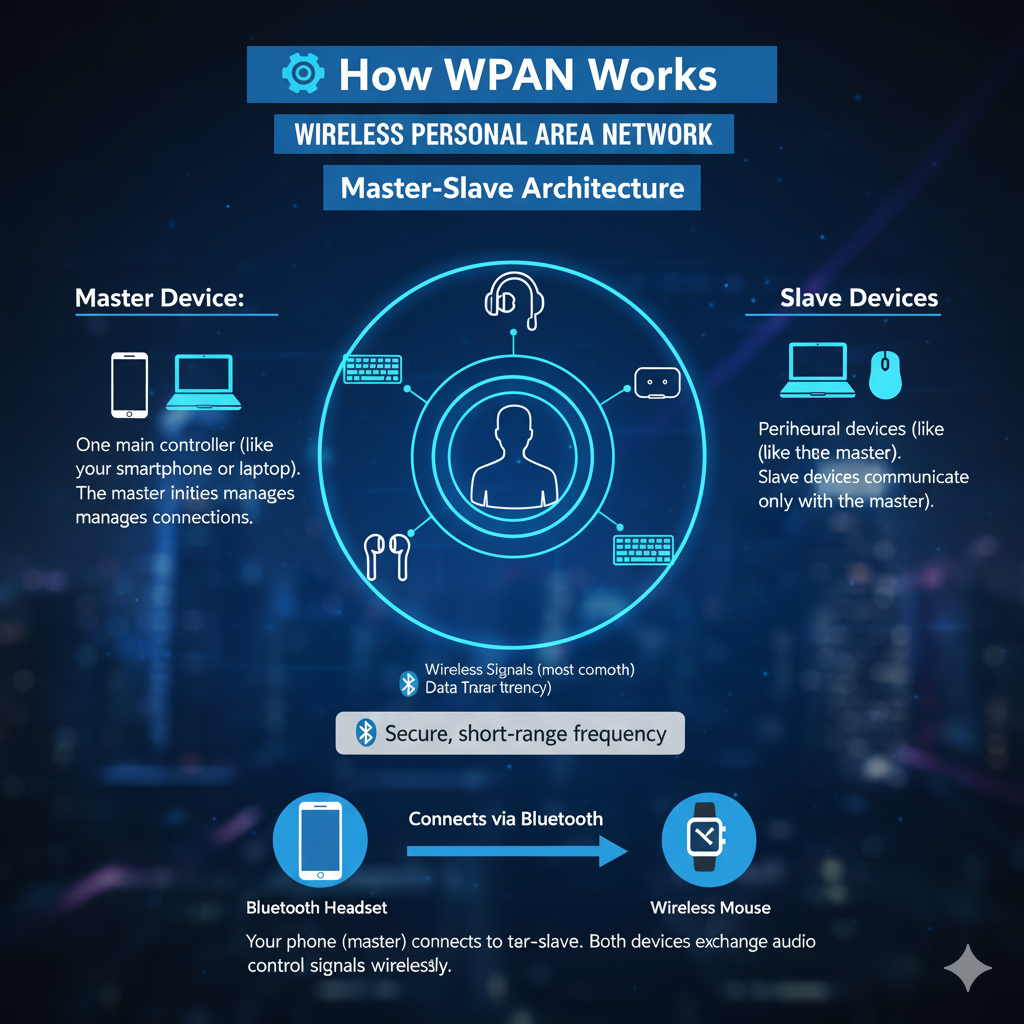 How WPAN Works
WIRELESS PERSONAL AREA NETWORK
Master-Slave Architecture
Master Device:
One main controller (like
your smartphone or laptop).
The master inities manages
manages connections.
Slave Devices
Periheural devices (like
(like thee master).
Slave devices communicate
only with the master).
Wireless Signals (most comoth)
Data Tarar ttrency)
Secure, short-range frequency
Connects via Bluetooth
Bluetooth Headset
Wireless Mouse
Your phone (master) connects to tar-slave. Both devices exchange audio
control signals wirelessly.